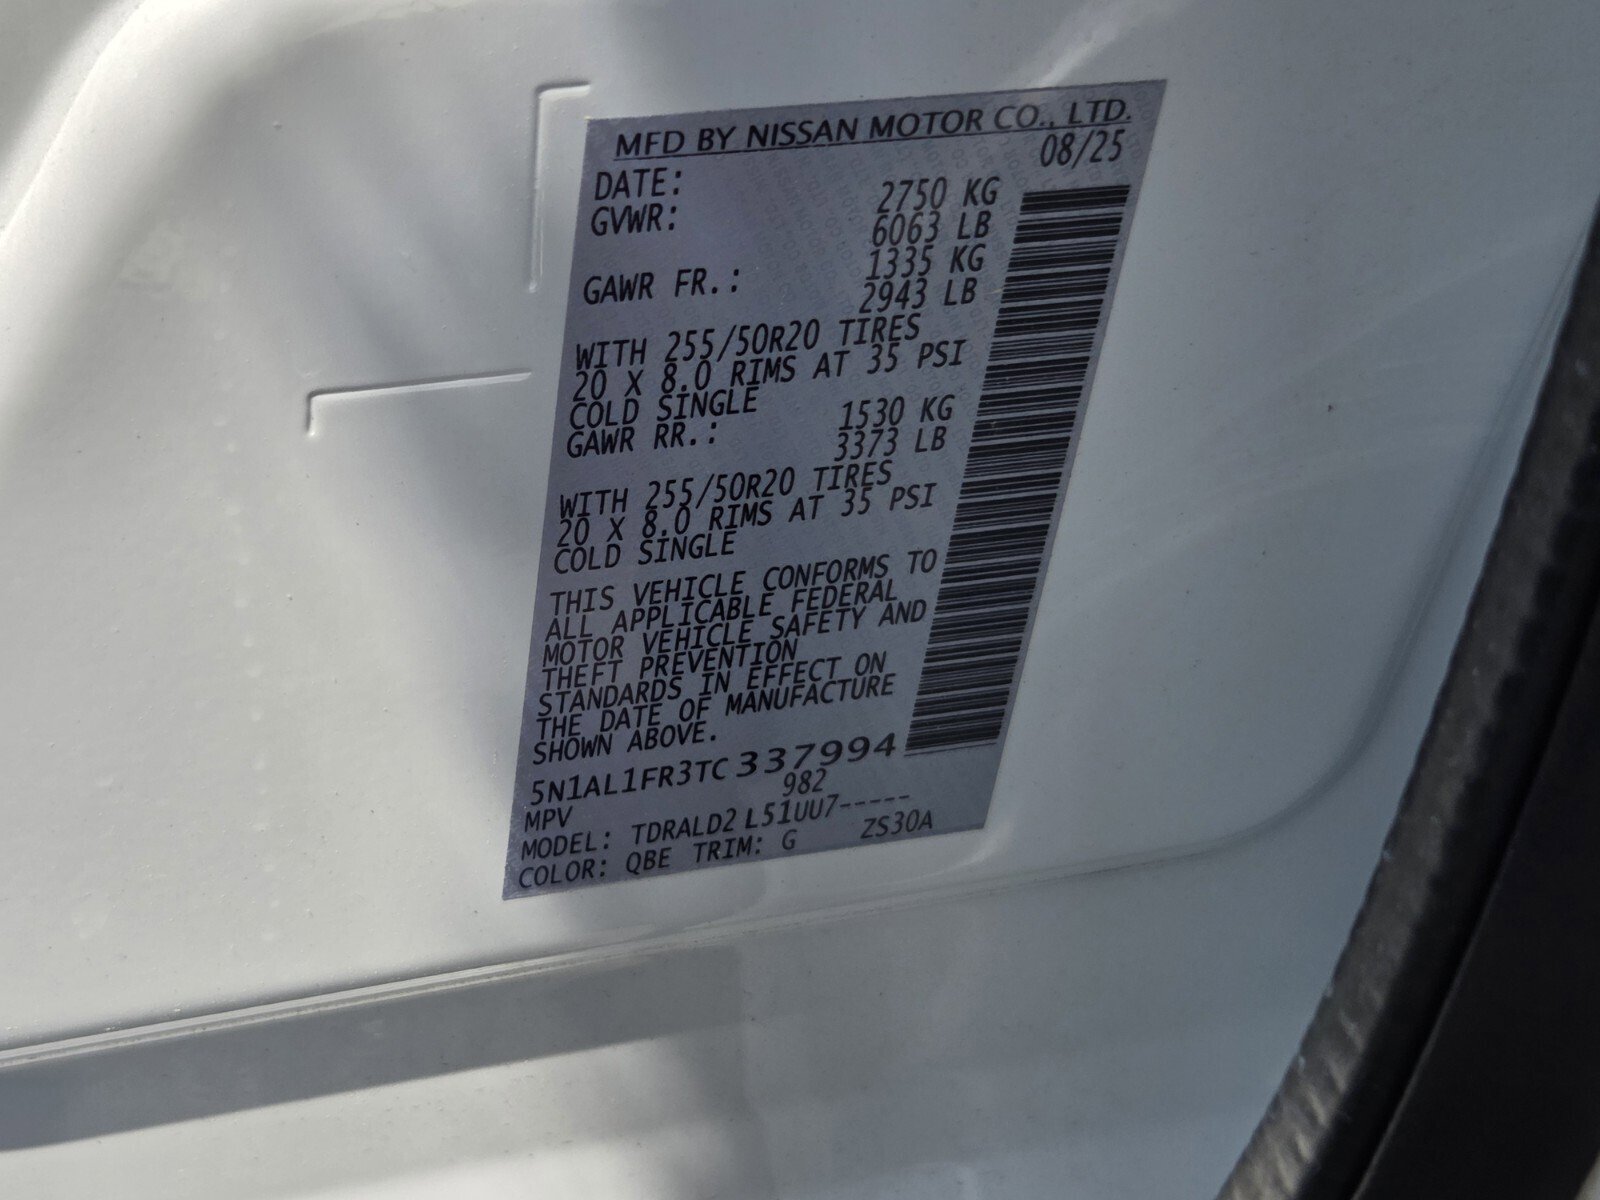 MFD BY NISSAN MOTOR CO., LTD.
DATE: 08/25
GVWR: 2750 KG
6063 LB
GAWR FR.: 1335 KG
2943 LB
WITH 255/50R20 TIRES
20 X 8.0 RIMS AT 35 PSI
COLD SINGLE
GAWR RR.: 1530 KG
3373 LB
WITH 255/50R20 TIRES
20 X 8.0 RIMS AT 35 PSI
COLD SINGLE
THIS VEHICLE CONFORMS TO
ALL APPLICABLE FEDERAL
MOTOR VEHICLE SAFETY AND
THEFT PREVENTION
STANDARDS IN EFFECT ON
THE DATE OF MANUFACTURE
SHOWN ABOVE.
5N1AL1FR3TC337994
MPV 982
MODEL: TDRALD2 L51UU7-----
COLOR: QBE TRIM: G ZS30A